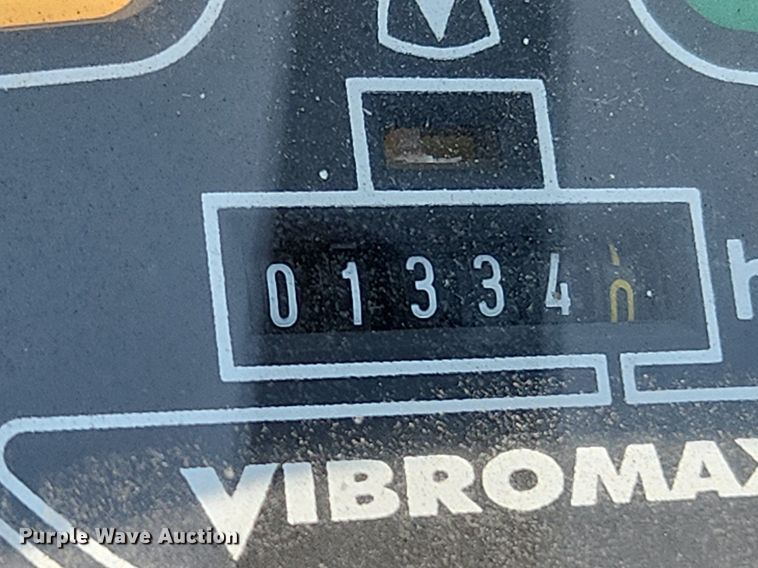 01334 h
VIBROMAX
Purple Wave Auction